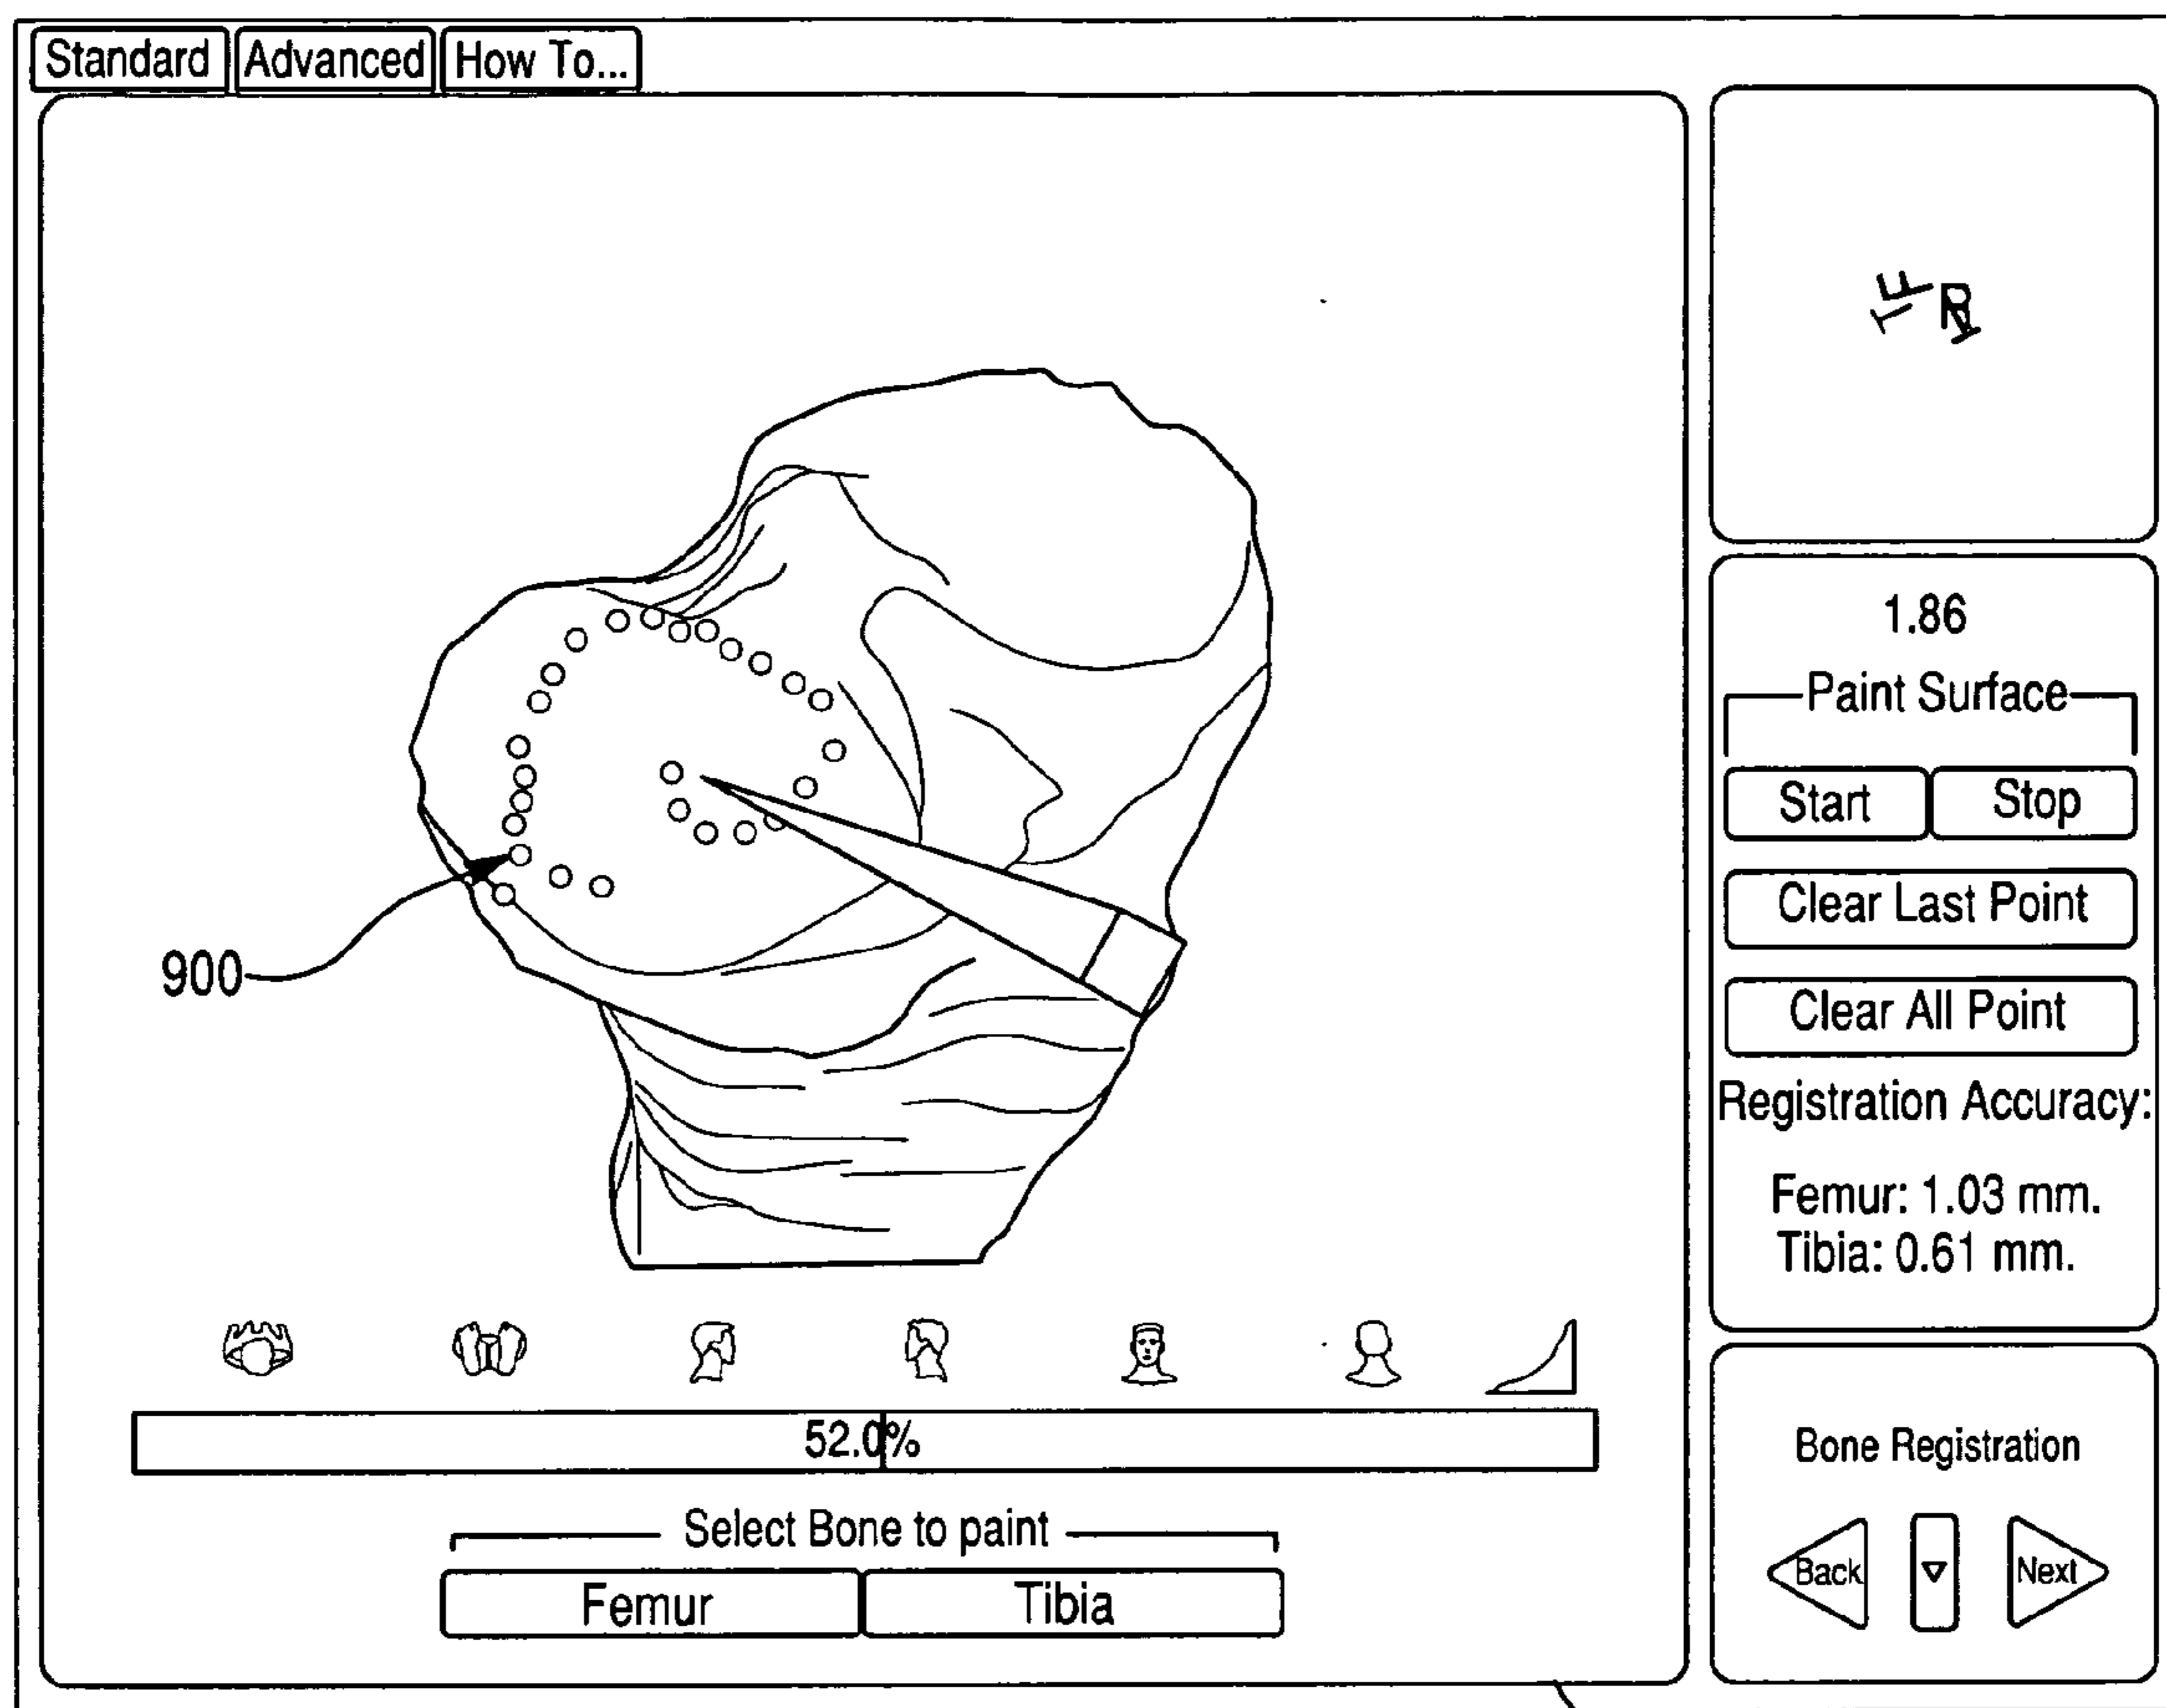 Standard Advanced How To...
TF RH
1.86
Paint Surface
Start Stop
Clear Last Point
900
Clear All Point
Registration Accuracy:
Femur: 1.03 mm.
Tibia: 0.61 mm.
52.0%
Bone Registration
Select Bone to paint
Back Next
Femur Tibia